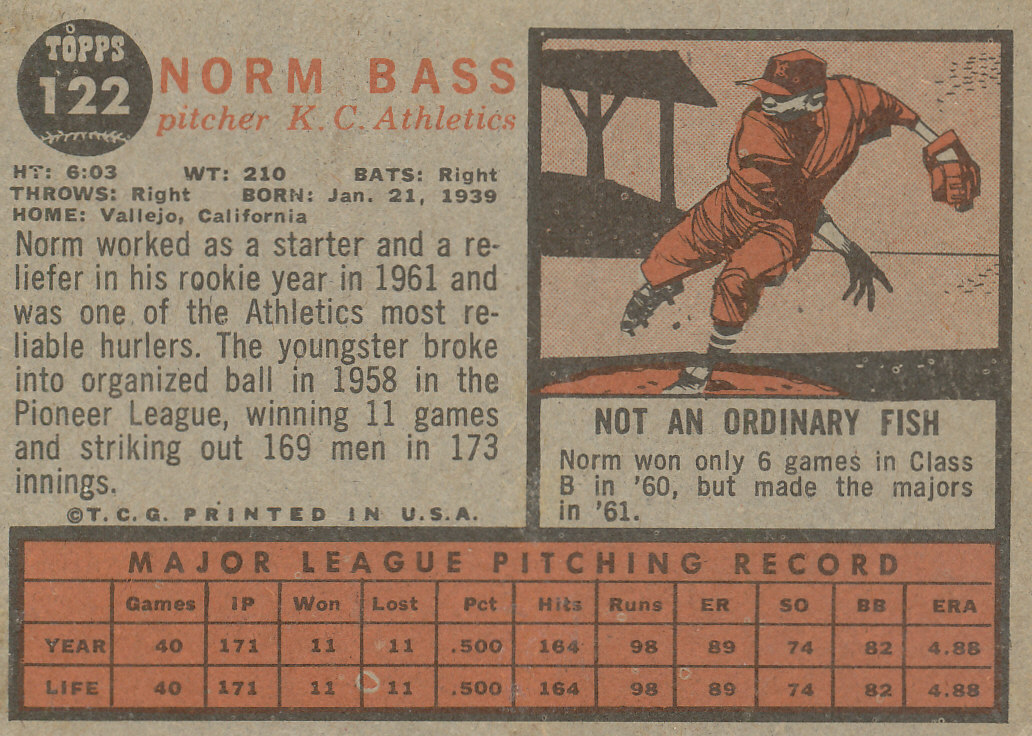 TOPPS
122
NORM BASS
pitcher K.C. Athletics
HT: 6:03 WT: 210 BATS: Right
THROWS: Right BORN: Jan. 21, 1939
HOME: Vallejo, California
Norm worked as a starter and a re-
liefer in his rookie year in 1961 and
was one of the Athletics most re-
liable hurlers. The youngster broke
into organized ball in 1958 in the
Pioneer League, winning 11 games
and striking out 169 men in 173
innings.
©T.C.G. PRINTED IN U.S.A.
K
NOT AN ORDINARY FISH
Norm won only 6 games in Class
B in '60, but made the majors
in '61.
MAJOR LEAGUE PITCHING RECORD
Games IP Won Lost Pct Hits Runs ER SO BB ERA
YEAR 40 171 11 11 .500 164 98 89 74 82 4.88
LIFE 40 171 11 11 .500 164 98 89 74 82 4.88